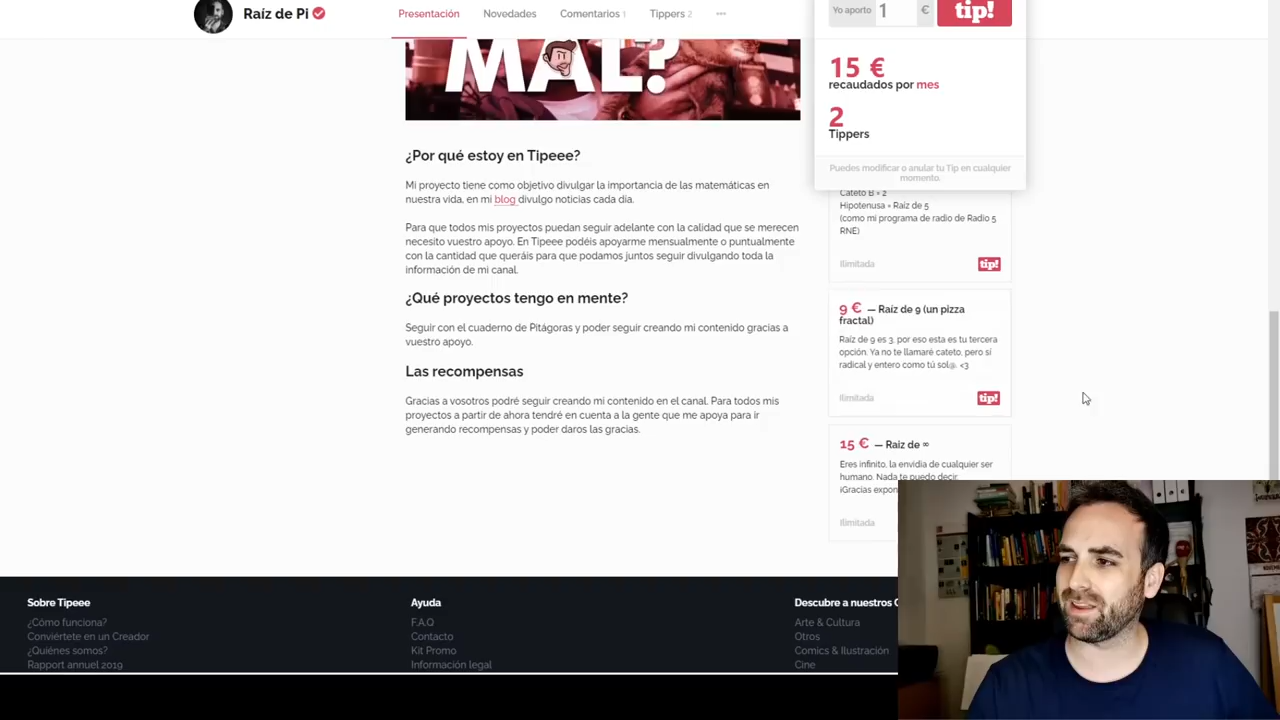 Raíz de Pi
Presentación
Novedades
Comentarios 1
Tippers 2
Yo aporto
1
€
tip!
MAL?
15 €
recaudados por mes
2
Tippers
Puedes modificar o anular tu Tip en cualquier
momento.
¿Por qué estoy en Tipeee?
Mi proyecto tiene como objetivo divulgar la importancia de las matemáticas en
nuestra vida, en mi blog divulgo noticias cada día.
Para que todos mis proyectos puedan seguir adelante con la calidad que se merecen
necesito vuestro apoyo. En Tipeee podéis apoyarme mensualmente o puntualmente
con la cantidad que queráis para que podamos juntos seguir divulgando toda la
información de mi canal.
¿Qué proyectos tengo en mente?
Seguir con el cuaderno de Pitágoras y poder seguir creando mi contenido gracias a
vuestro apoyo.
Las recompensas
Gracias a vosotros podré seguir creando mi contenido en el canal. Para todos mis
proyectos a partir de ahora tendré en cuenta a la gente que me apoya para ir
generando recompensas y poder daros las gracias.
Cateto B = 2
Hipotenusa = Raíz de 5
(como mi programa de radio de Radio 5
RNE)
Ilimitada
tip!
9 € — Raíz de 9 (un pizza
fractal)
Raíz de 9 es 3, por eso esta es tu tercera
opción. Ya no te llamaré cateto, pero sí
radical y entero como tú sol@. <3
Ilimitada
tip!
15 € — Raiz de ∞
Eres infinito, la envidia de cualquier ser
humano. Nada te puedo decir.
¡Gracias expon
Ilimitada
Sobre Tipeee
¿Cómo funciona?
Conviértete en un Creador
¿Quiénes somos?
Rapport annuel 2019
Ayuda
F.A.Q
Contacto
Kit Promo
Información legal
Descubre a nuestros C
Arte & Cultura
Otros
Comics & Ilustración
Cine